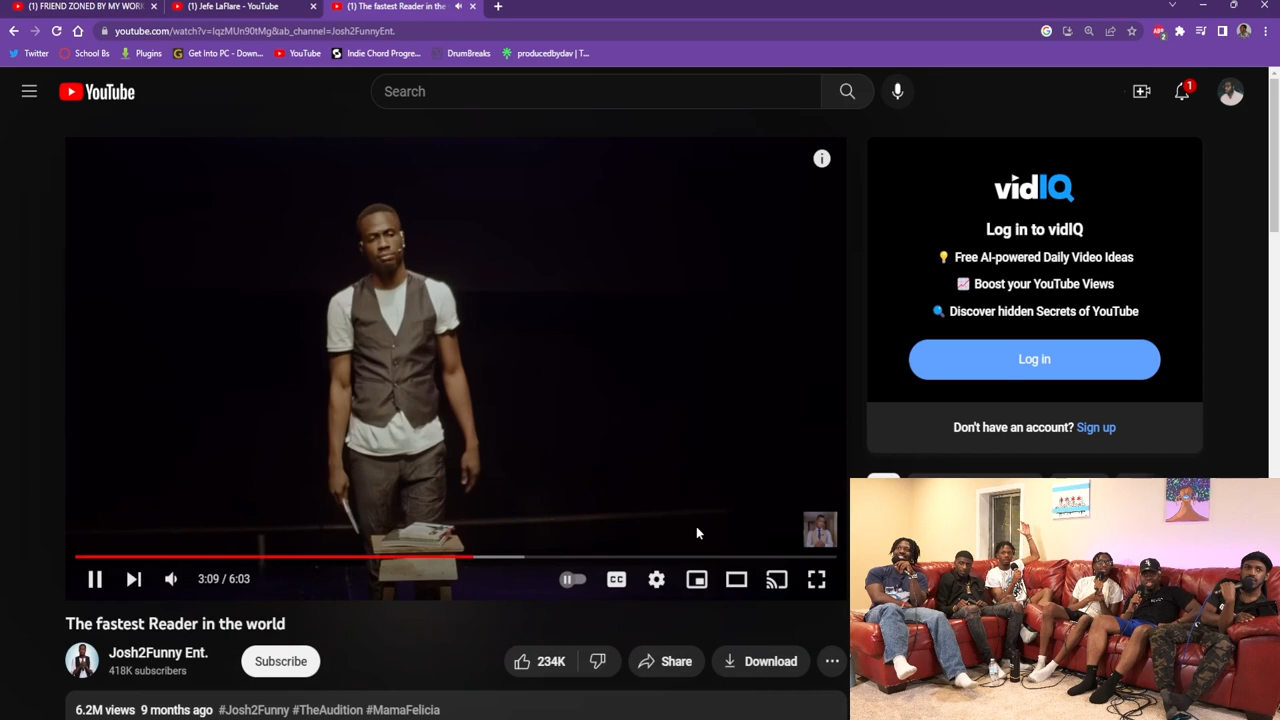 (1) FRIEND ZONED BY MY WORK
(1) Jefe LaFlare - YouTube
(1) The fastest Reader in the
youtube.com/watch?v=IqzMUn90tMg&ab_channel=Josh2FunnyEnt.
Twitter
School Bs
Plugins
Get Into PC - Down...
YouTube
Indie Chord Progre...
DrumBreaks
producedbydav | T...
YouTube
Search
1
vidIQ
Log in to vidIQ
Free AI-powered Daily Video Ideas
Boost your YouTube Views
Discover hidden Secrets of YouTube
Log in
Don't have an account? Sign up
3:09 / 6:03
CC
The fastest Reader in the world
Josh2Funny Ent.
418K subscribers
Subscribe
234K
Share
Download
6.2M views 9 months ago #Josh2Funny #TheAudition #MamaFelicia